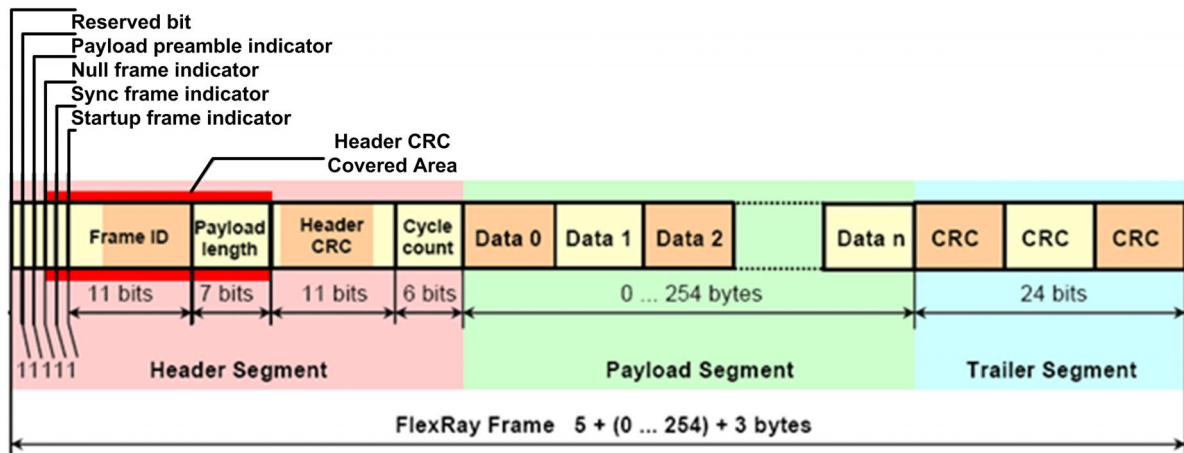 Reserved bit
Payload preamble indicator
Null frame indicator
Sync frame indicator
Startup frame indicator
Header CRC
Covered Area
Frame ID
Payload
length
Header
CRC
Cycle
count
Data 0
Data 1
Data 2
Data n
CRC
CRC
CRC
11 bits
7 bits
11 bits
6 bits
0 ... 254 bytes
24 bits
11111
Header Segment
Payload Segment
Trailer Segment
FlexRay Frame 5 + (0 ... 254) + 3 bytes